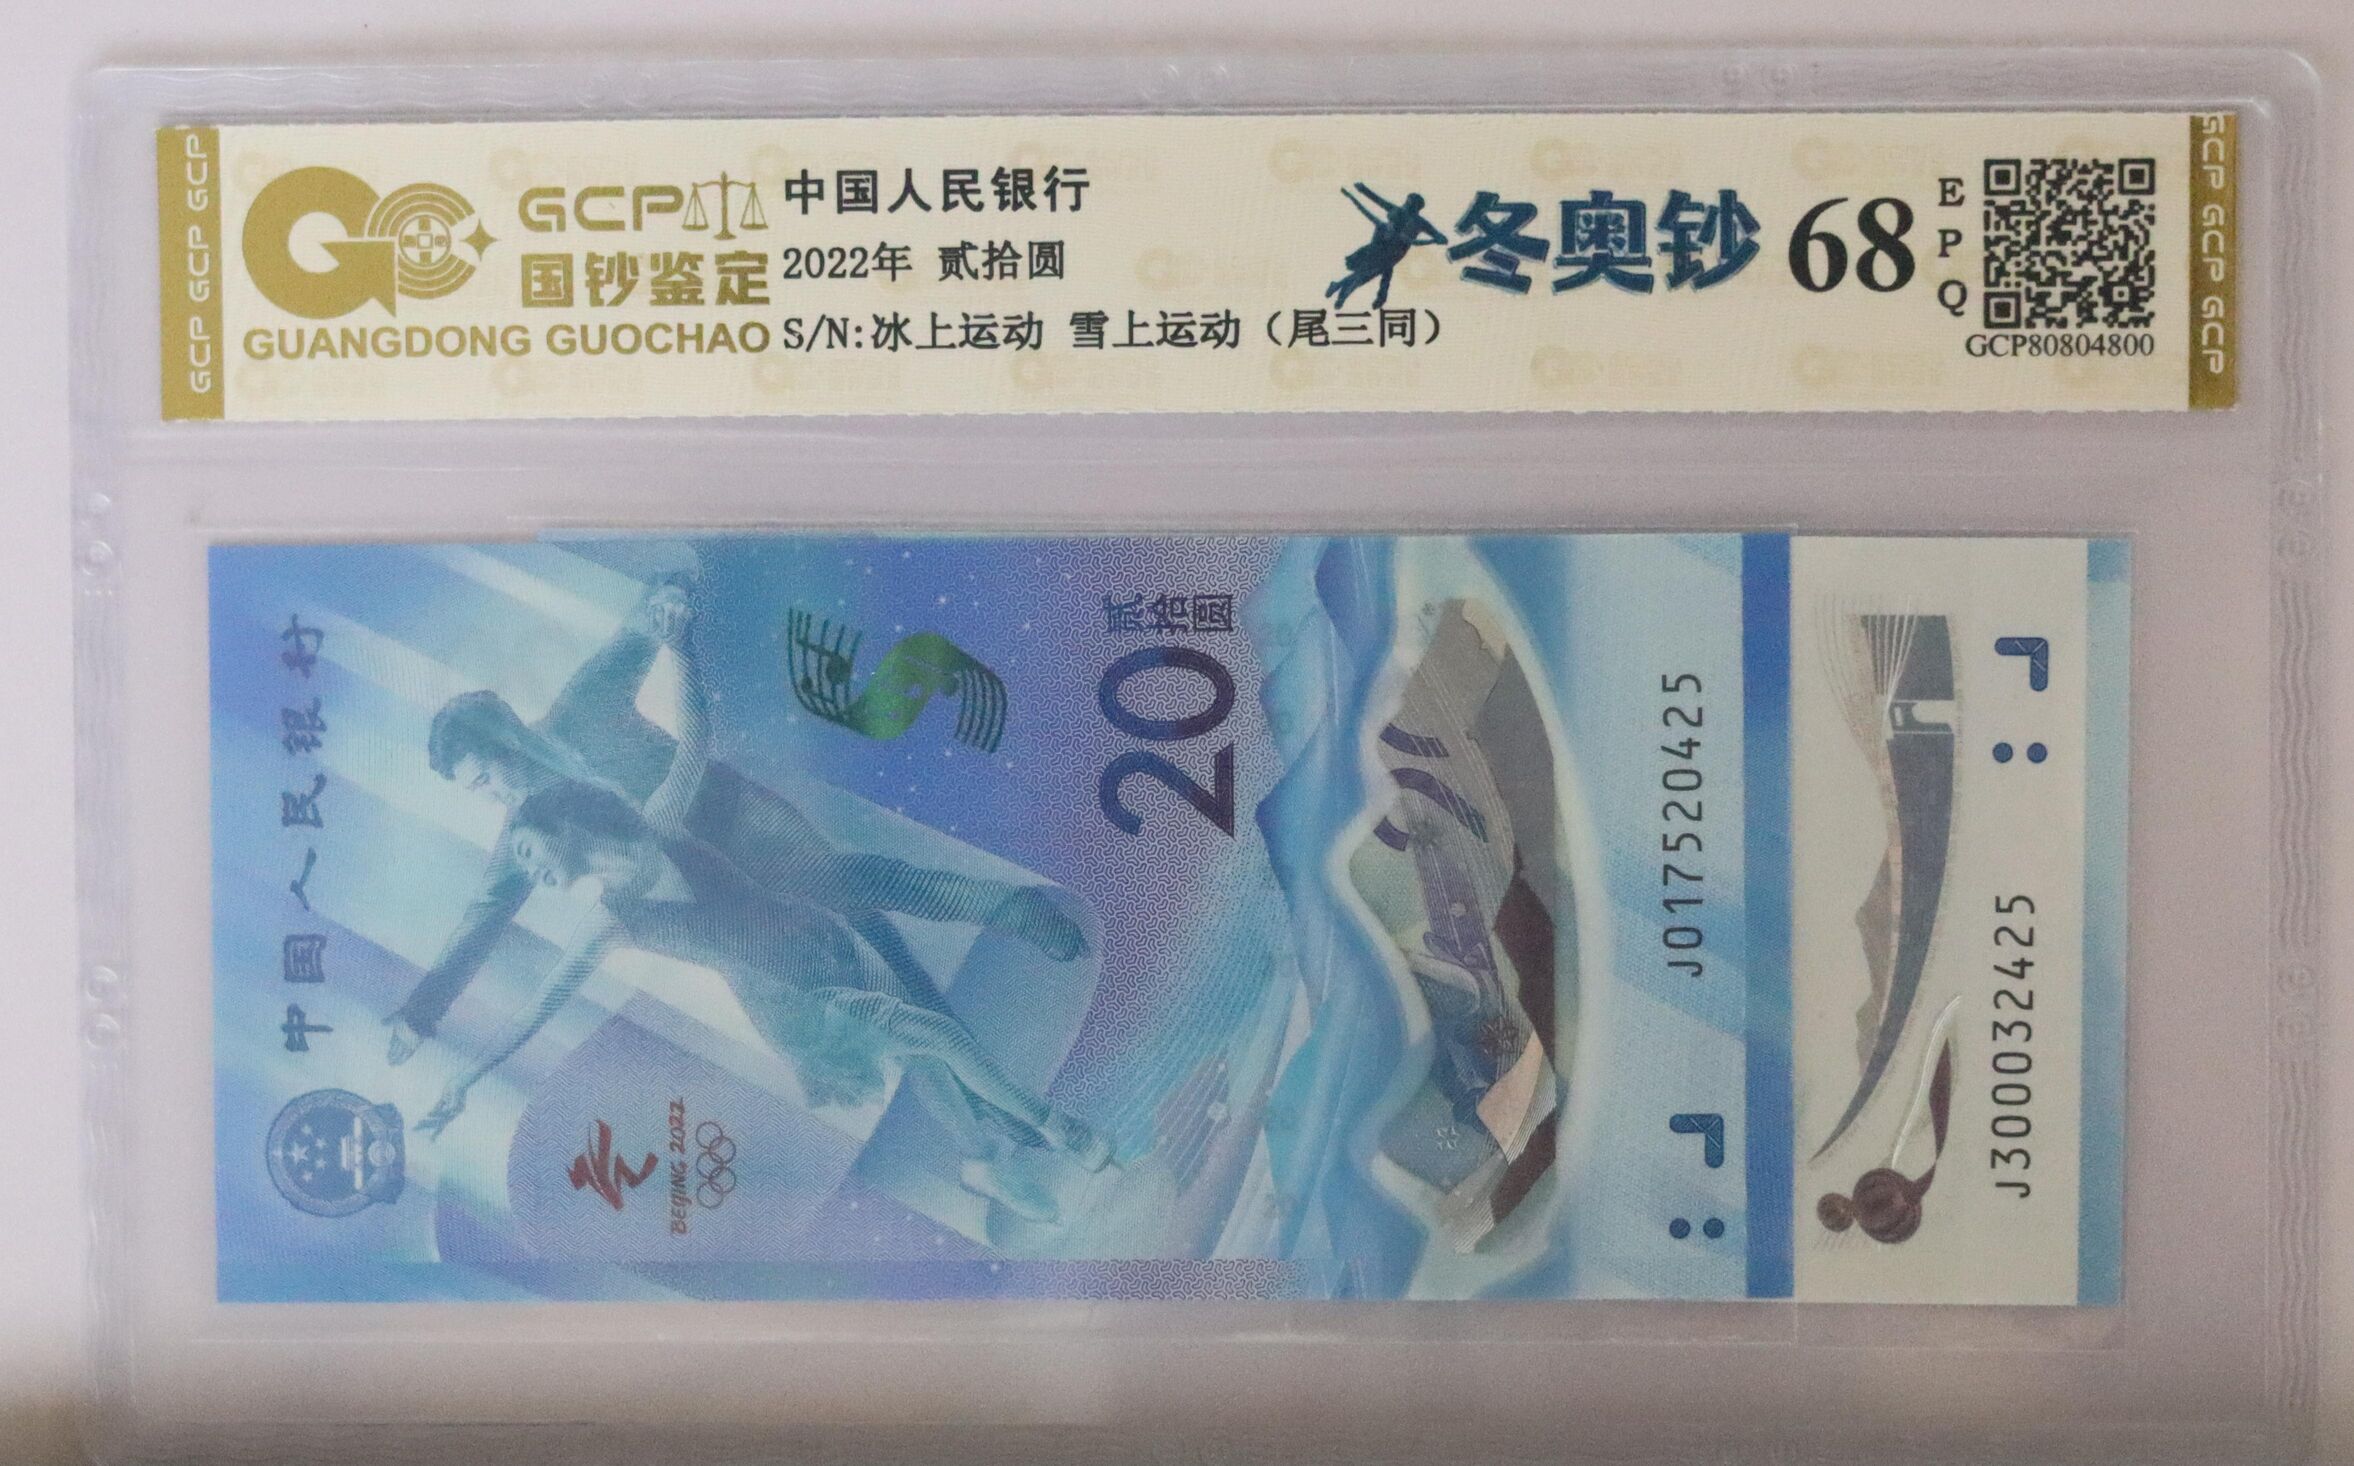 GCP GCP GCP
GCP
国钞鉴定
GUANGDONG GUOCHAO
中国人民银行
2022年 贰拾圆
S/N:冰上运动 雪上运动（尾三同）
冬奥钞
68
EPQ
GCP80804800
GCP GCP GCP
中国人民银行
BEIJING 2022
贰拾圆
20
J017520425
J300032425